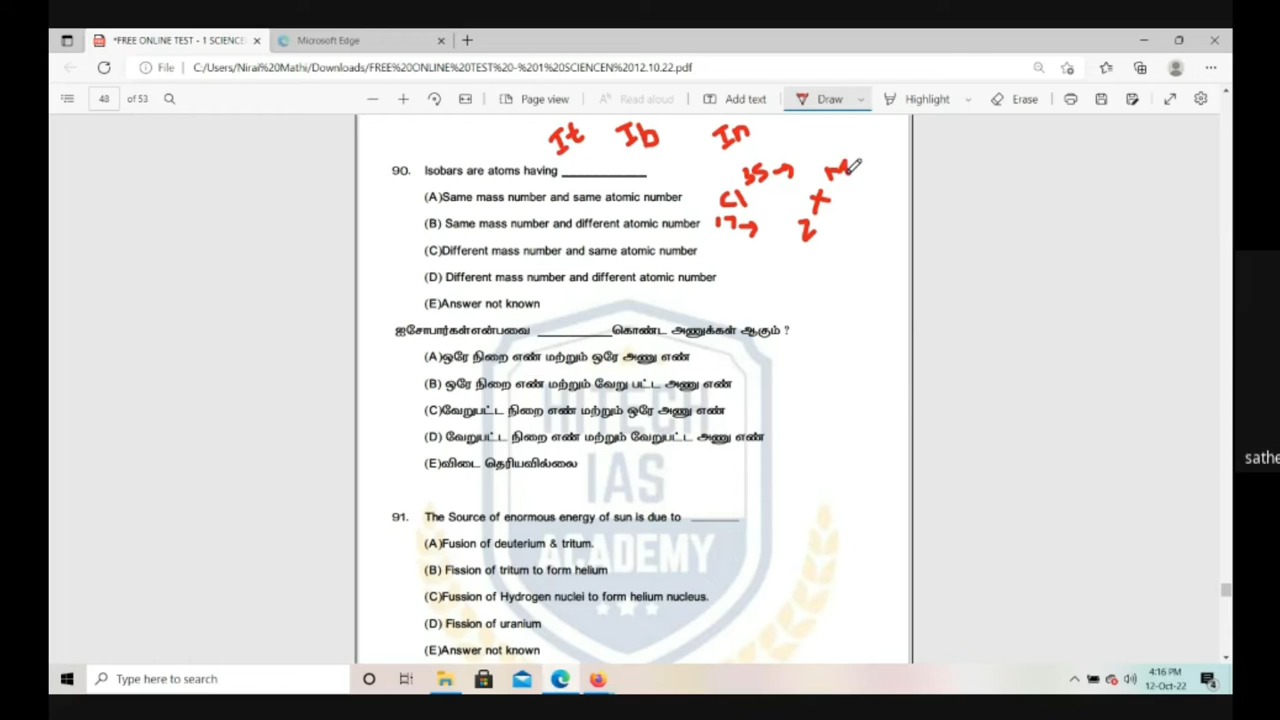 *FREE ONLINE TEST - 1 SCIENCE
Microsoft Edge
File
C:/Users/Nirai%20Mathi/Downloads/FREE%20ONLINE%20TEST%20-%201%20SCIENCEN%2012.10.22.pdf
48 of 53
Page view
Read aloud
Add text
Draw
Highlight
Erase
It Ib In
90. Isobars are atoms having ____________
35 → M
(A)Same mass number and same atomic number
Cl X
(B) Same mass number and different atomic number
17 → Z
(C)Different mass number and same atomic number
(D) Different mass number and different atomic number
(E)Answer not known
ஐசோபார்கள்என்பவை ____________கொண்ட அணுக்கள் ஆகும் ?
(A)ஒரே நிறை எண் மற்றும் ஒரே அணு எண்
(B) ஒரே நிறை எண் மற்றும் வேறு பட்ட அணு எண்
(C)வேறுபட்ட நிறை எண் மற்றும் ஒரே அணு எண்
(D) வேறுபட்ட நிறை எண் மற்றும் வேறுபட்ட அணு எண்
(E)விடை தெரியவில்லை
HITECH
IAS
ACADEMY
91. The Source of enormous energy of sun is due to ________
(A)Fusion of deuterium & tritum.
(B) Fission of tritum to form helium
(C)Fussion of Hydrogen nuclei to form helium nucleus.
(D) Fission of uranium
(E)Answer not known
sathe
Type here to search
4:16 PM
12-Oct-22
4